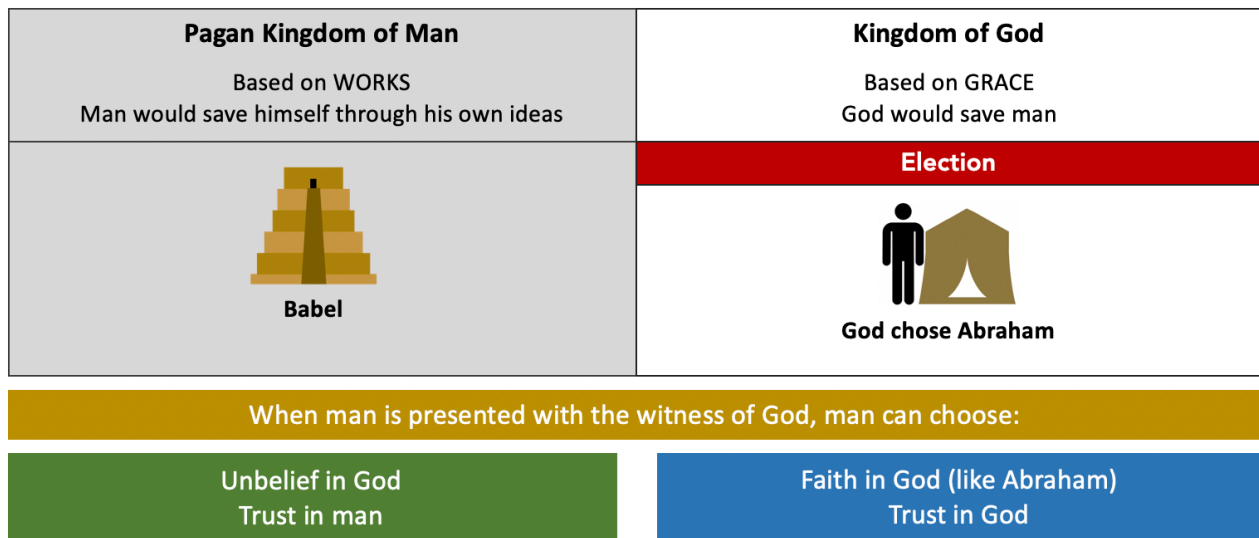 Pagan Kingdom of Man
Based on WORKS
Man would save himself through his own ideas
Kingdom of God
Based on GRACE
God would save man
Babel
Election
God chose Abraham
When man is presented with the witness of God, man can choose:
Unbelief in God
Trust in man
Faith in God (like Abraham)
Trust in God